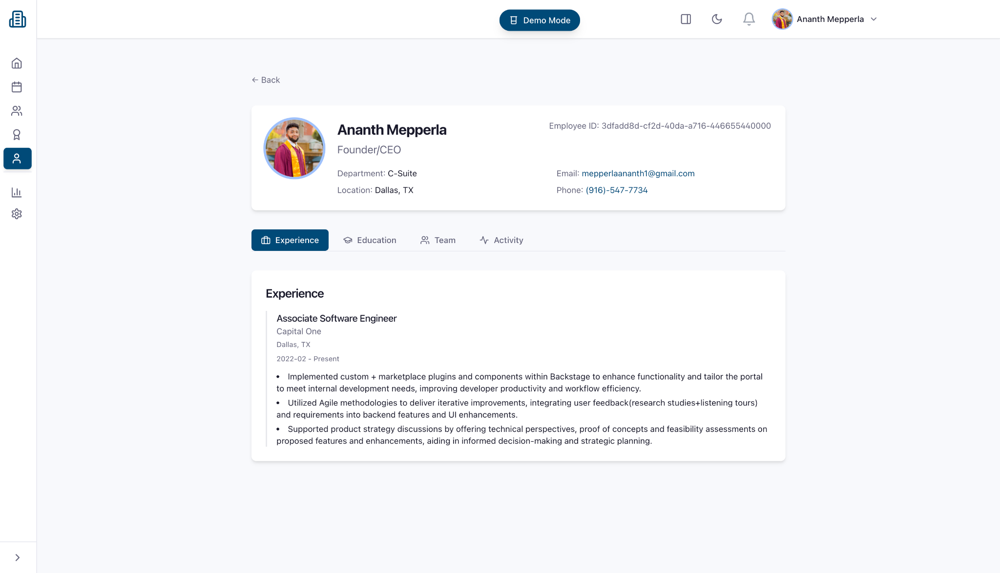 Demo Mode
Ananth Mepperla
← Back
Ananth Mepperla
Employee ID: 3dfadd8d-cf2d-40da-a716-446655440000
Founder/CEO
Department: C-Suite
Email: mepperlaananth1@gmail.com
Location: Dallas, TX
Phone: (916)-547-7734
Experience
Education
Team
Activity
Experience
Associate Software Engineer
Capital One
Dallas, TX
2022-02 - Present
• Implemented custom + marketplace plugins and components within Backstage to enhance functionality and tailor the portal
to meet internal development needs, improving developer productivity and workflow efficiency.
• Utilized Agile methodologies to deliver iterative improvements, integrating user feedback(research studies+listening tours)
and requirements into backend features and UI enhancements.
• Supported product strategy discussions by offering technical perspectives, proof of concepts and feasibility assessments on
proposed features and enhancements, aiding in informed decision-making and strategic planning.